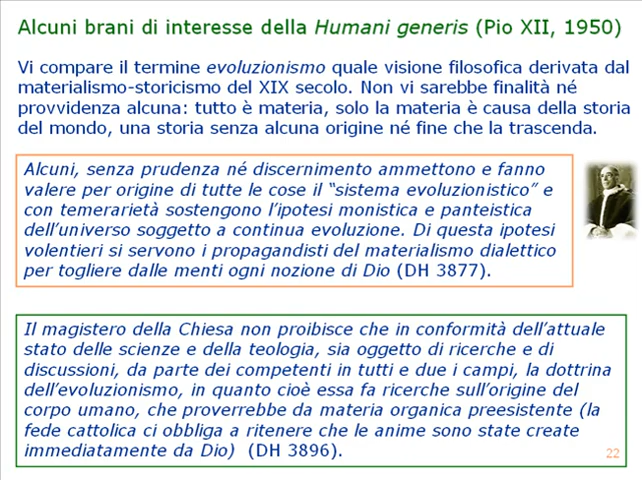 Alcuni brani di interesse della Humani generis (Pio XII, 1950)
Vi compare il termine evoluzionismo quale visione filosofica derivata dal
materialismo-storicismo del XIX secolo. Non vi sarebbe finalità né
provvidenza alcuna: tutto è materia, solo la materia è causa della storia
del mondo, una storia senza alcuna origine né fine che la trascenda.
Alcuni, senza prudenza né discernimento ammettono e fanno
valere per origine di tutte le cose il “sistema evoluzionistico” e
con temerarietà sostengono l’ipotesi monistica e panteistica
dell’universo soggetto a continua evoluzione. Di questa ipotesi
volentieri si servono i propagandisti del materialismo dialettico
per togliere dalle menti ogni nozione di Dio (DH 3877).
Il magistero della Chiesa non proibisce che in conformità dell’attuale
stato delle scienze e della teologia, sia oggetto di ricerche e di
discussioni, da parte dei competenti in tutti e due i campi, la dottrina
dell’evoluzionismo, in quanto cioè essa fa ricerche sull’origine del
corpo umano, che proverrebbe da materia organica preesistente (la
fede cattolica ci obbliga a ritenere che le anime sono state create
immediatamente da Dio) (DH 3896).
22